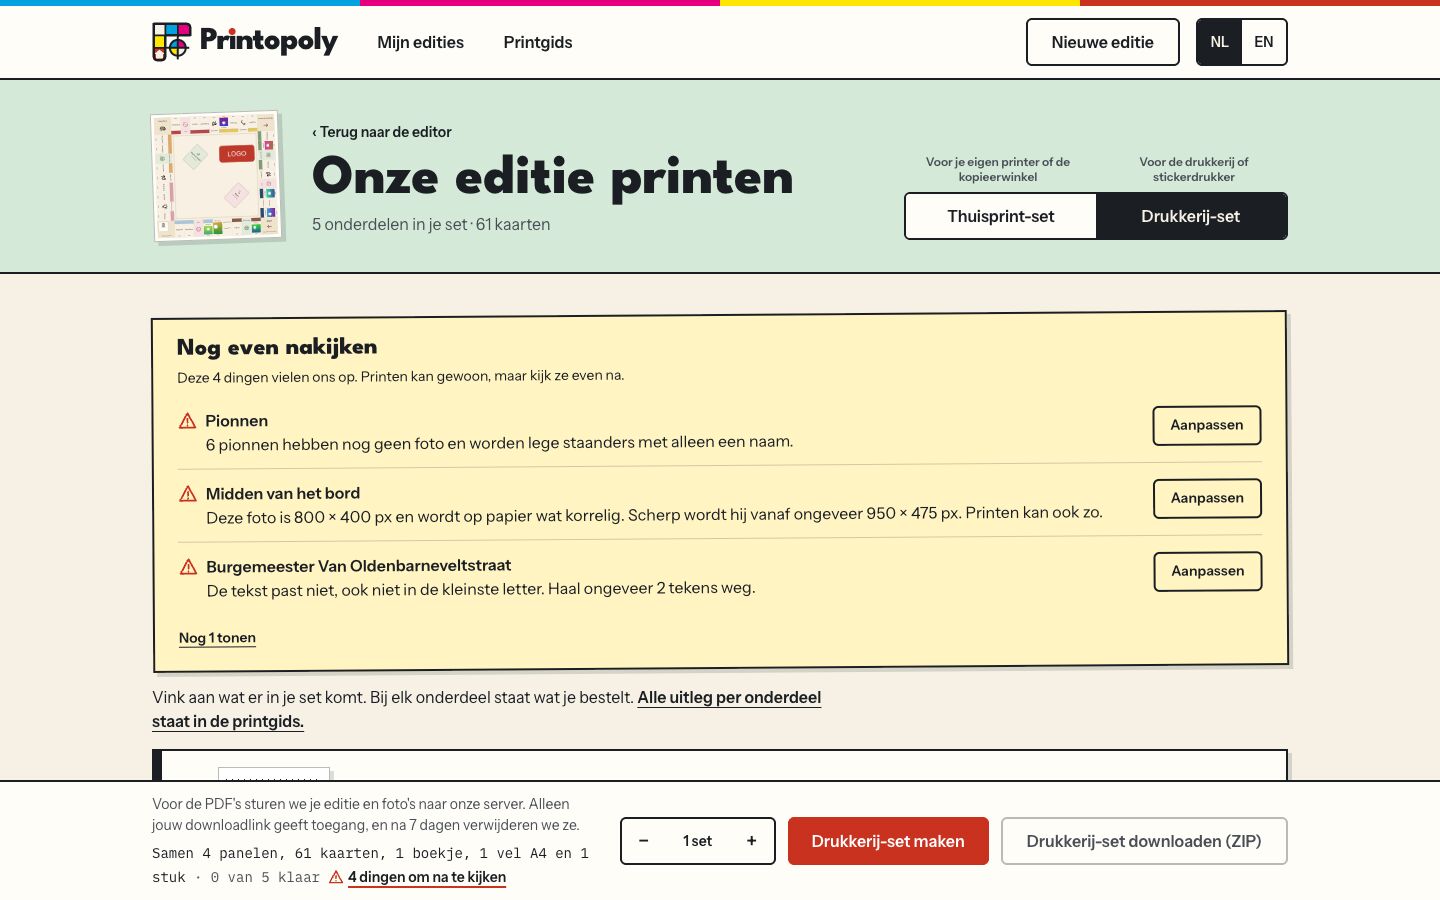 Printopoly
Mijn edities
Printgids
Nieuwe editie
NL
EN
LOGO
‹ Terug naar de editor
Onze editie printen
5 onderdelen in je set · 61 kaarten
Voor je eigen printer of de
kopieerwinkel
Voor de drukkerij of
stickerdrukker
Thuisprint-set
Drukkerij-set
Nog even nakijken
Deze 4 dingen vielen ons op. Printen kan gewoon, maar kijk ze even na.
Pionnen
6 pionnen hebben nog geen foto en worden lege staanders met alleen een naam.
Aanpassen
Midden van het bord
Deze foto is 800 × 400 px en wordt op papier wat korrelig. Scherp wordt hij vanaf ongeveer 950 × 475 px. Printen kan ook zo.
Aanpassen
Burgemeester Van Oldenbarneveltstraat
De tekst past niet, ook niet in de kleinste letter. Haal ongeveer 2 tekens weg.
Aanpassen
Nog 1 tonen
Vink aan wat er in je set komt. Bij elk onderdeel staat wat je bestelt. Alle uitleg per onderdeel
staat in de printgids.
Voor de PDF's sturen we je editie en foto's naar onze server. Alleen
jouw downloadlink geeft toegang, en na 7 dagen verwijderen we ze.
Samen 4 panelen, 61 kaarten, 1 boekje, 1 vel A4 en 1
stuk · 0 van 5 klaar 4 dingen om na te kijken
− 1 set +
Drukkerij-set maken
Drukkerij-set downloaden (ZIP)